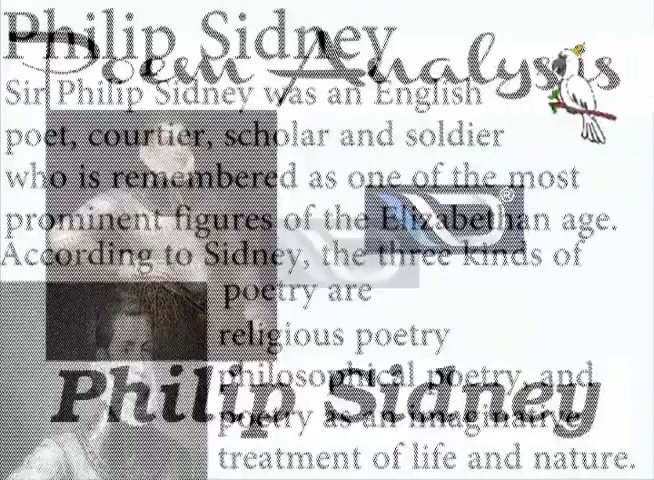 Philip Sidney
Poem Analysis
Sir Philip Sidney was an English
poet, courtier, scholar and soldier
who is remembered as one of the most
prominent figures of the Elizabethan age.
According to Sidney, the three kinds of
poetry are
religious poetry
philosophical poetry, and
Philip Sidney
poetry as an imaginative
treatment of life and nature.
®